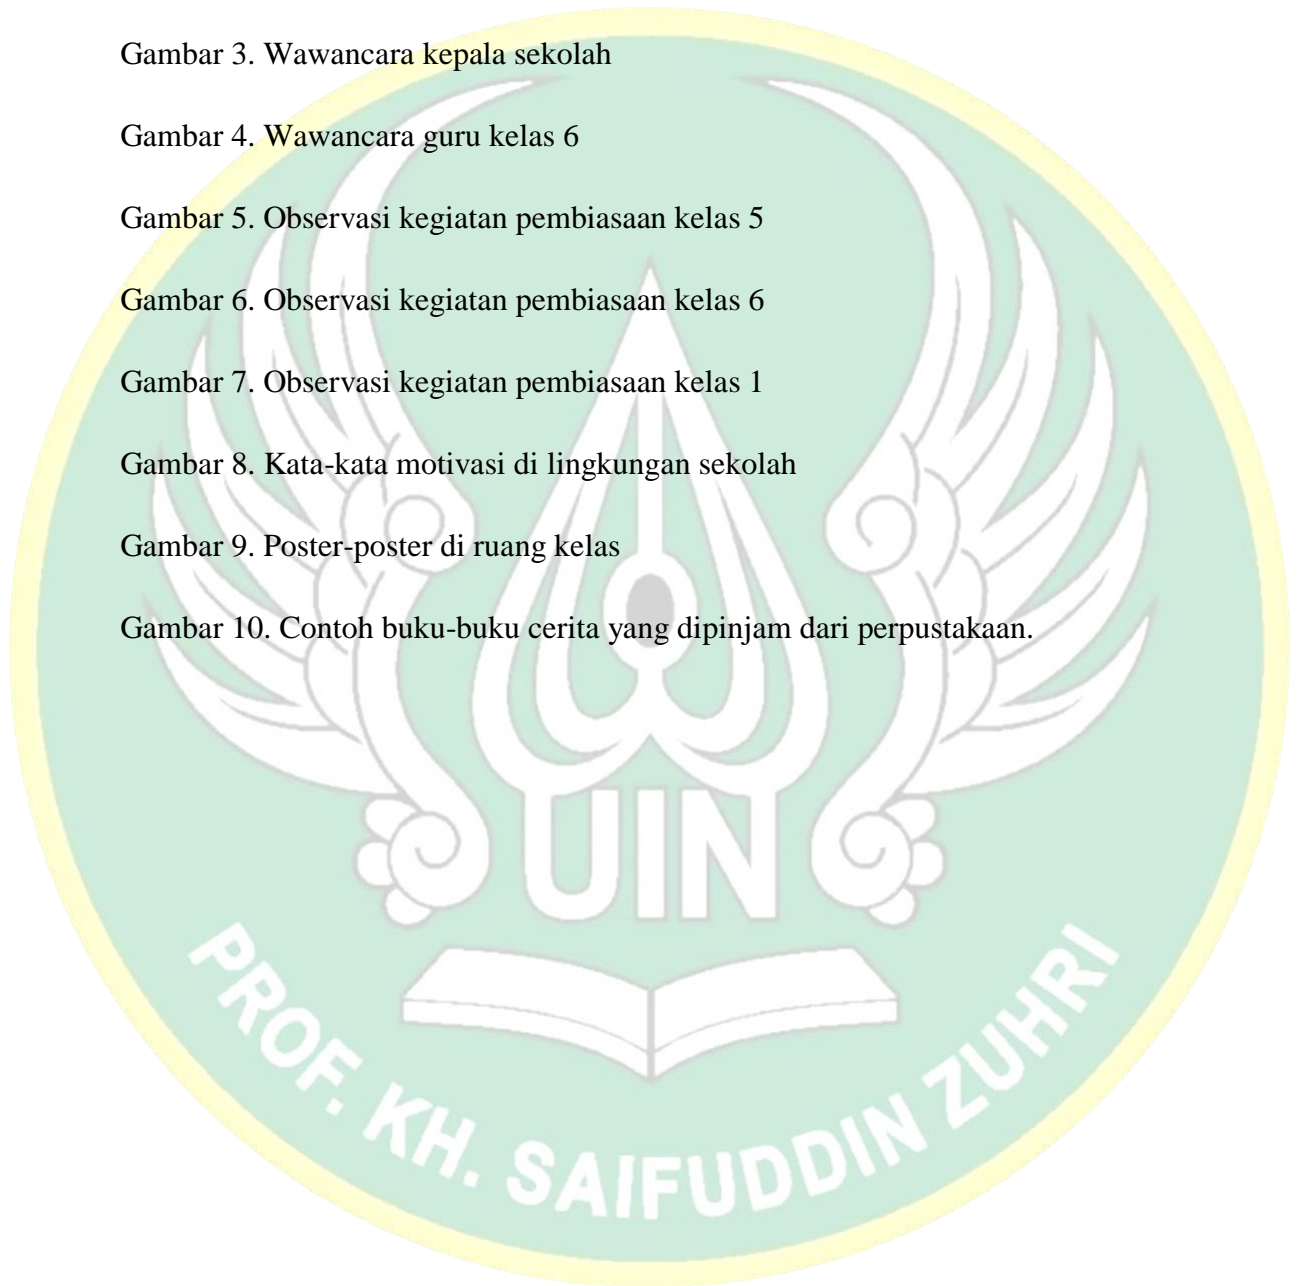 Gambar 3. Wawancara kepala sekolah
Gambar 4. Wawancara guru kelas 6
Gambar 5. Observasi kegiatan pembiasaan kelas 5
Gambar 6. Observasi kegiatan pembiasaan kelas 6
Gambar 7. Observasi kegiatan pembiasaan kelas 1
Gambar 8. Kata-kata motivasi di lingkungan sekolah
Gambar 9. Poster-poster di ruang kelas
Gambar 10. Contoh buku-buku cerita yang dipinjam dari perpustakaan.
UIN
PROF. KH. SAIFUDDIN ZUHRI